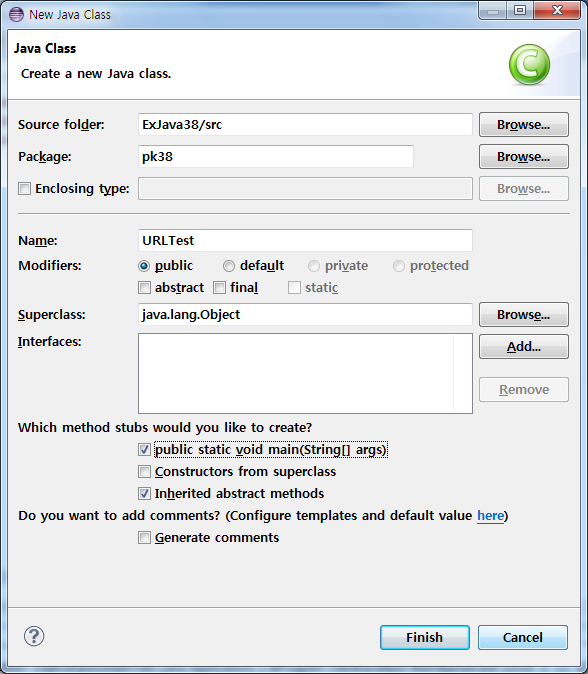 New Java Class
Java Class
Create a new Java class.
C
Source folder: ExJava38/src Browse...
Package: pk38 Browse...
Enclosing type: Browse...
Name: URLTest
Modifiers: public default private protected
abstract final static
Superclass: java.lang.Object Browse...
Interfaces: Add...
Remove
Which method stubs would you like to create?
public static void main(String[] args)
Constructors from superclass
Inherited abstract methods
Do you want to add comments? (Configure templates and default value here)
Generate comments
? Finish Cancel